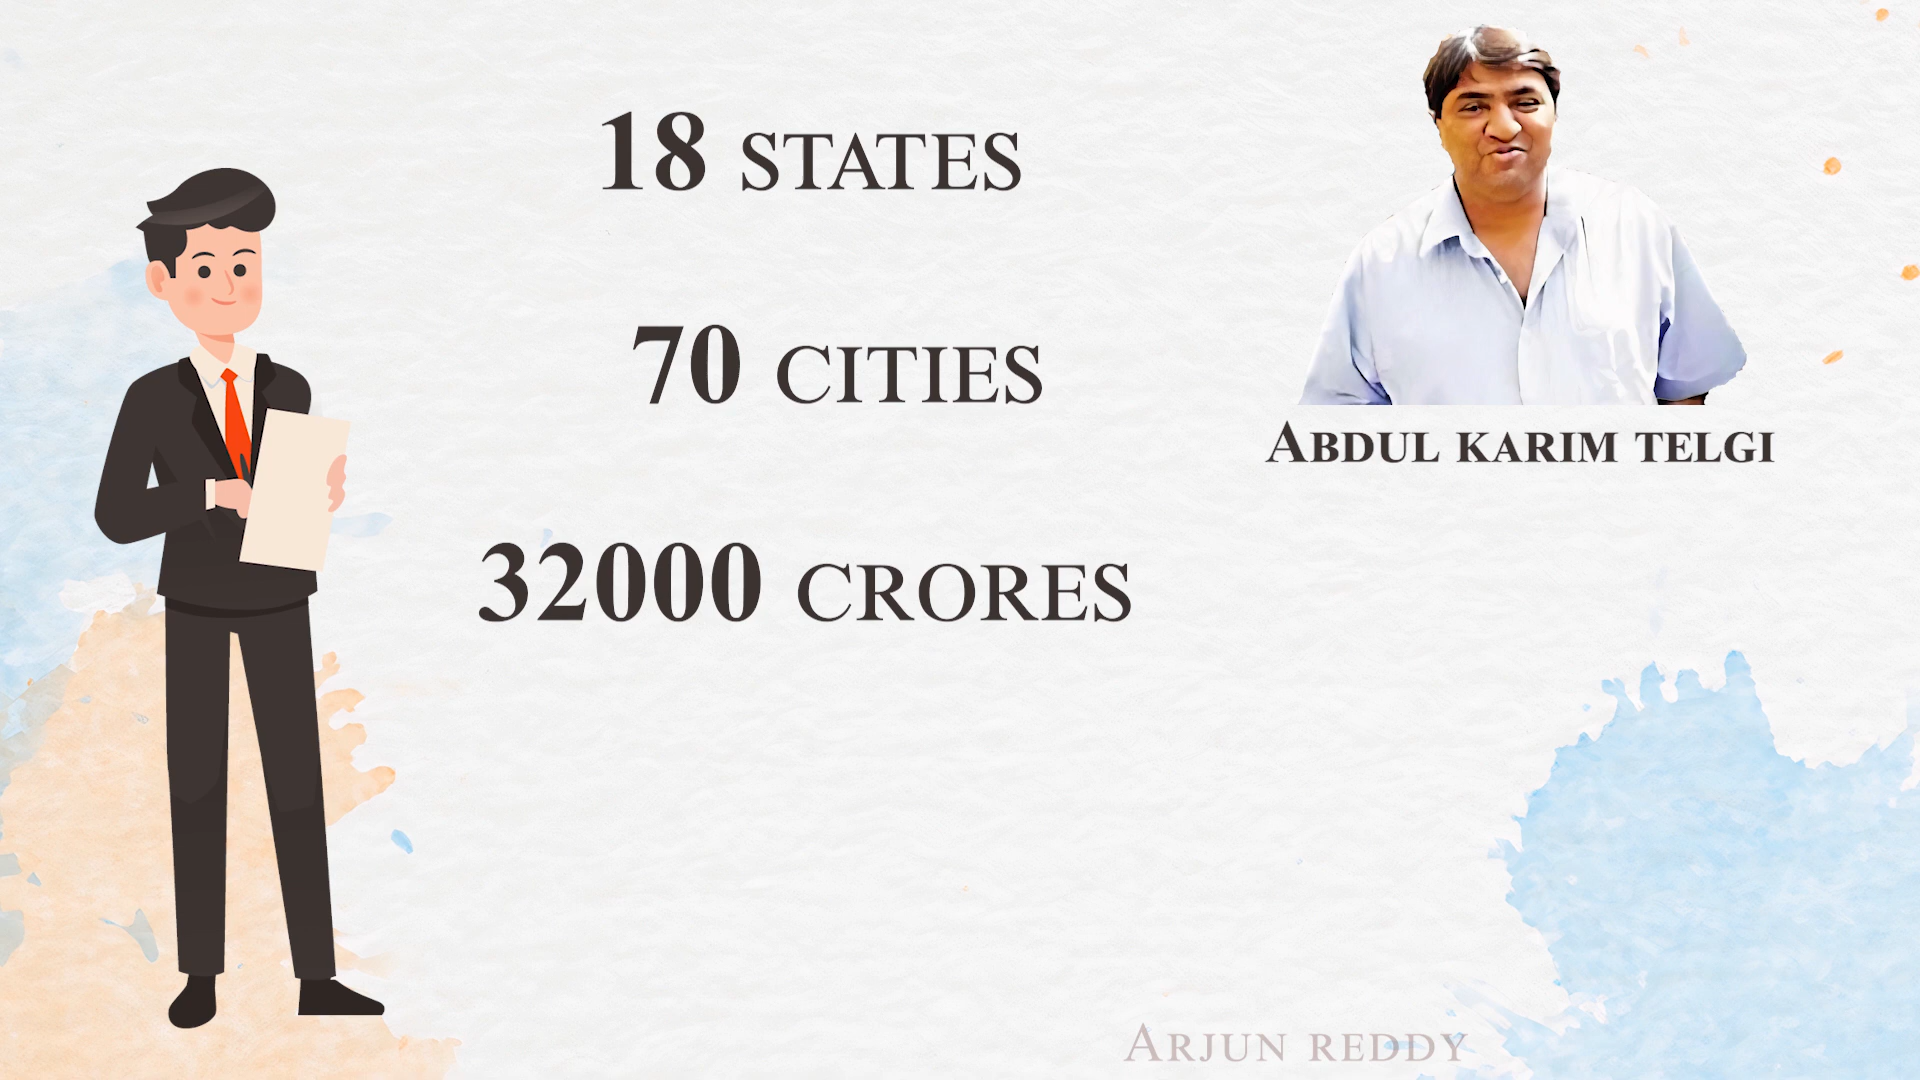 18 STATES
70 CITIES
32000 CRORES
ABDUL KARIM TELGI
ARJUN REDDY